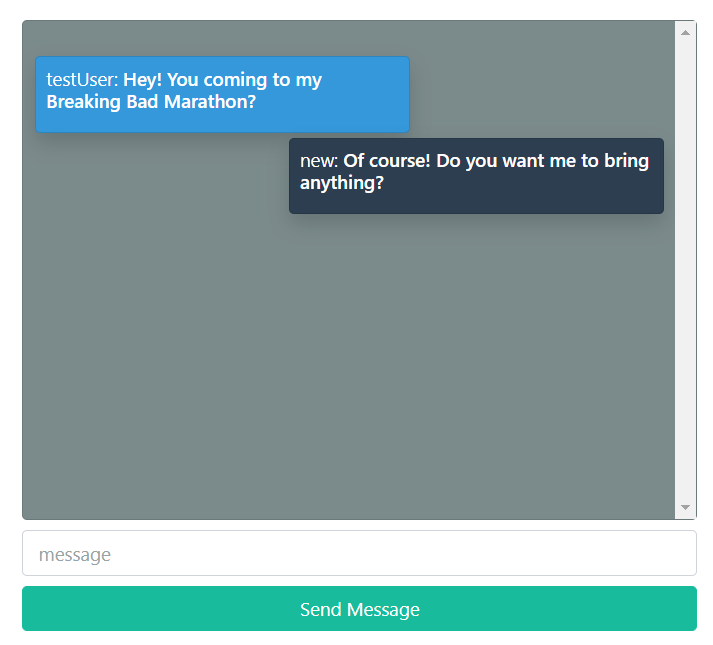 testUser: Hey! You coming to my
Breaking Bad Marathon?
new: Of course! Do you want me to bring
anything?
message
Send Message